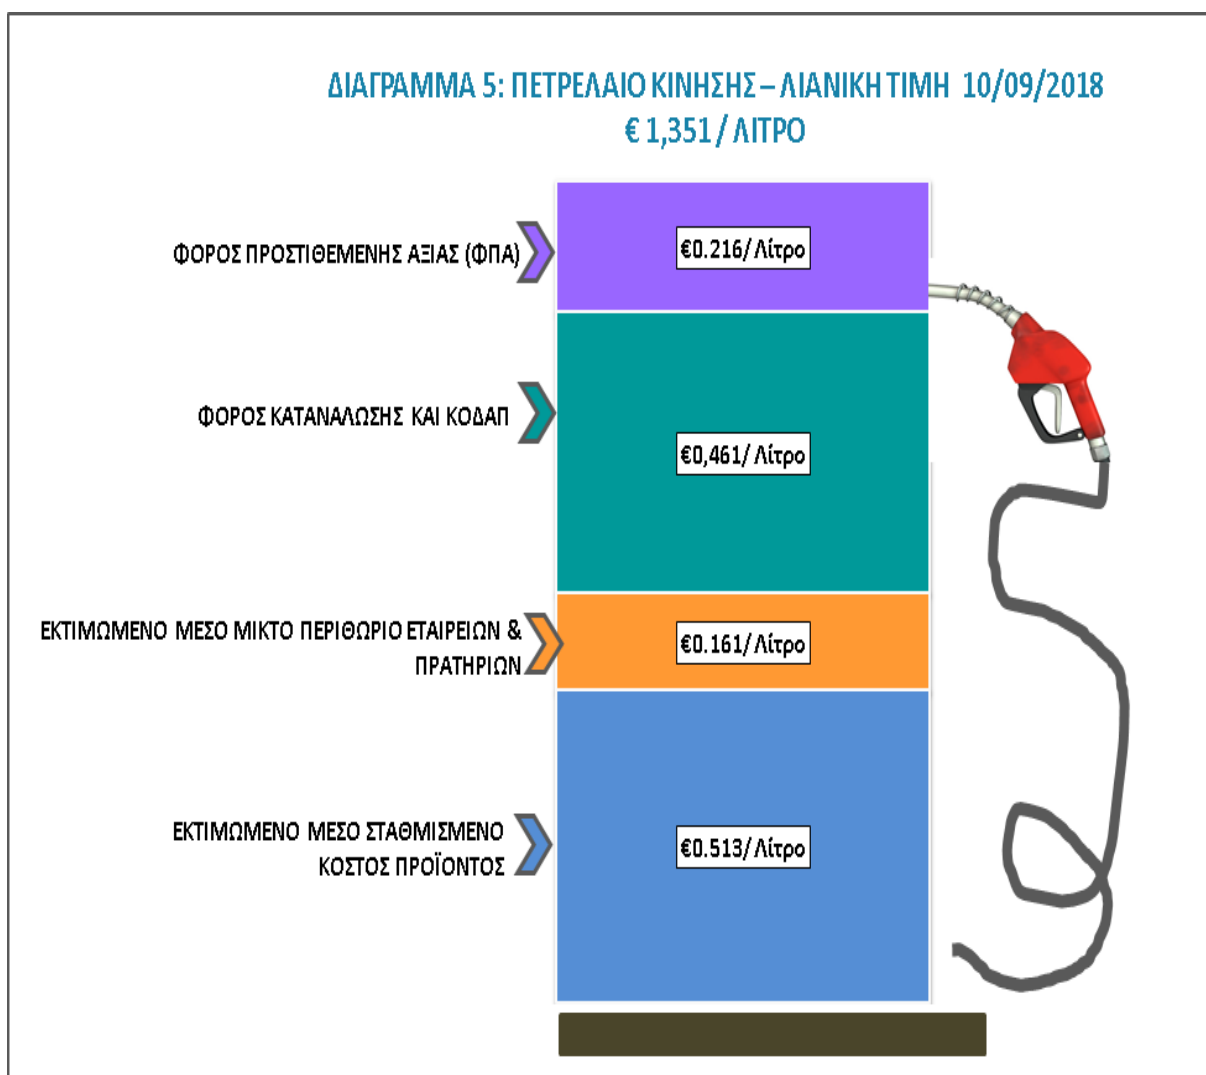 ΔΙΑΓΡΑΜΜΑ 5: ΠΕΤΡΕΛΑΙΟ ΚΙΝΗΣΗΣ – ΛΙΑΝΙΚΗ ΤΙΜΗ 10/09/2018
€ 1,351 / ΛΙΤΡΟ
ΦΟΡΟΣ ΠΡΟΣΤΙΘΕΜΕΝΗΣ ΑΞΙΑΣ (ΦΠΑ)
€0.216/ Λίτρο
ΦΟΡΟΣ ΚΑΤΑΝΑΛΩΣΗΣ ΚΑΙ ΚΟΔΑΠ
€0,461/ Λίτρο
ΕΚΤΙΜΩΜΕΝΟ ΜΕΣΟ ΜΙΚΤΟ ΠΕΡΙΘΩΡΙΟ ΕΤΑΙΡΕΙΩΝ &
ΠΡΑΤΗΡΙΩΝ
€0.161/ Λίτρο
ΕΚΤΙΜΩΜΕΝΟ ΜΕΣΟ ΣΤΑΘΜΙΣΜΕΝΟ
ΚΟΣΤΟΣ ΠΡΟΪΟΝΤΟΣ
€0.513/ Λίτρο